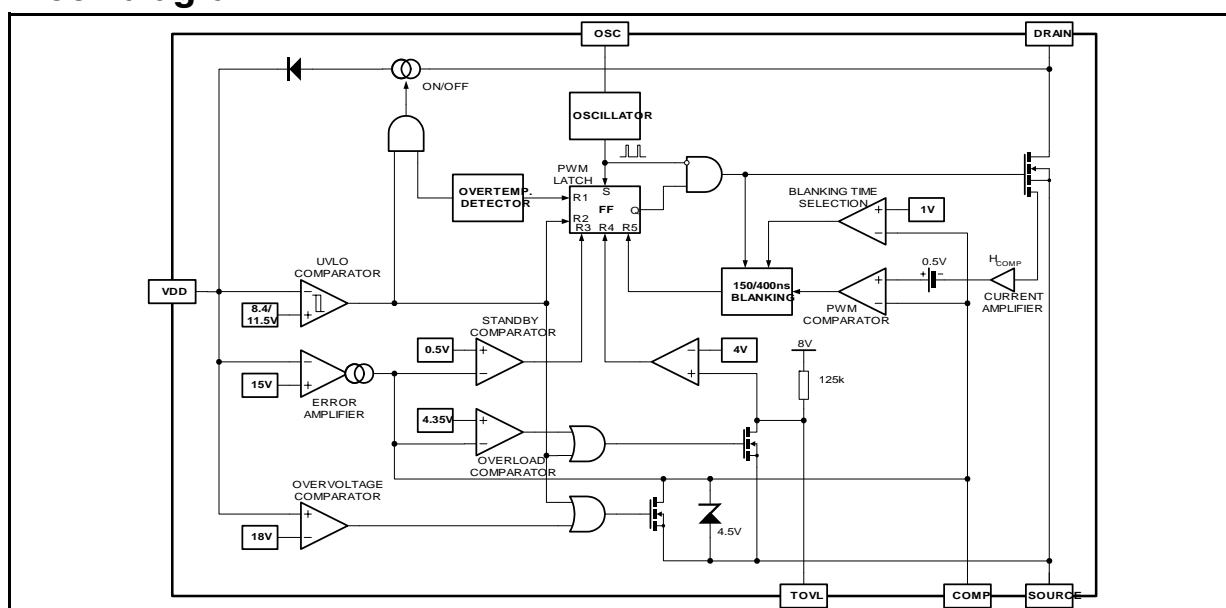 OSC
DRAIN
ON/OFF
OSCILLATOR
PWM
LATCH
S
OVERTEMP.
DETECTOR
R1
FF
Q
R2
R3 R4 R5
BLANKING TIME
SELECTION
+
1V
-
UVLO
COMPARATOR
0.5V
+ -
HCOMP
VDD
-
8.4/
11.5V
+
150/400ns
BLANKING
+
-
PWM
COMPARATOR
CURRENT
AMPLIFIER
STANDBY
COMPARATOR
0.5V
+
-
-
4V
+
8V
125k
-
15V
+
ERROR
AMPLIFIER
4.35V
+
-
OVERLOAD
COMPARATOR
OVERVOLTAGE
COMPARATOR
+
18V
-
4.5V
TOVL
COMP
SOURCE